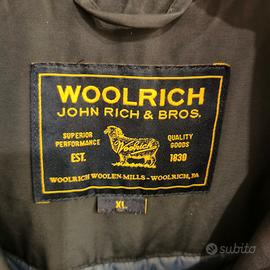 WOOLRICH
JOHN RICH & BROS.
SUPERIOR PERFORMANCE
QUALITY GOODS
Woolrich
EST. 1830
WOOLRICH WOOLEN MILLS - WOOLRICH, PA
XL
subito